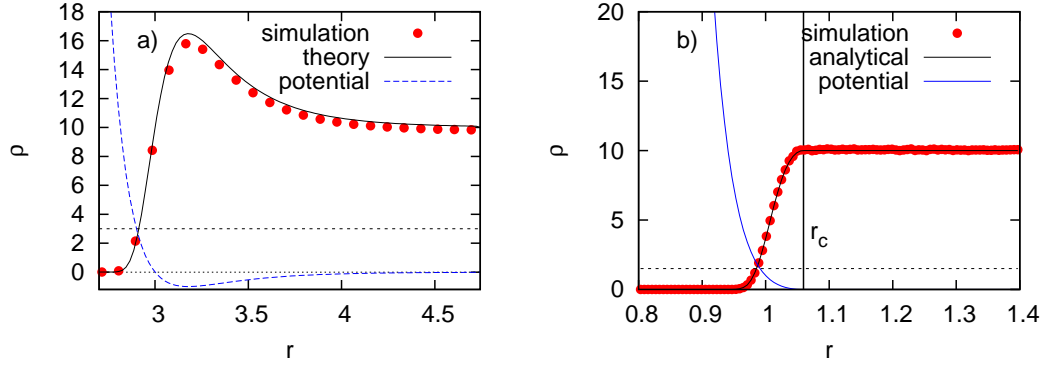 a)
simulation
theory
potential
ρ
18
16
14
12
10
8
6
4
2
0
3 3.5 4 4.5
r
b)
simulation
analytical
potential
ρ
20
15
10
5
0
r_c
0.8 0.9 1 1.1 1.2 1.3 1.4
r